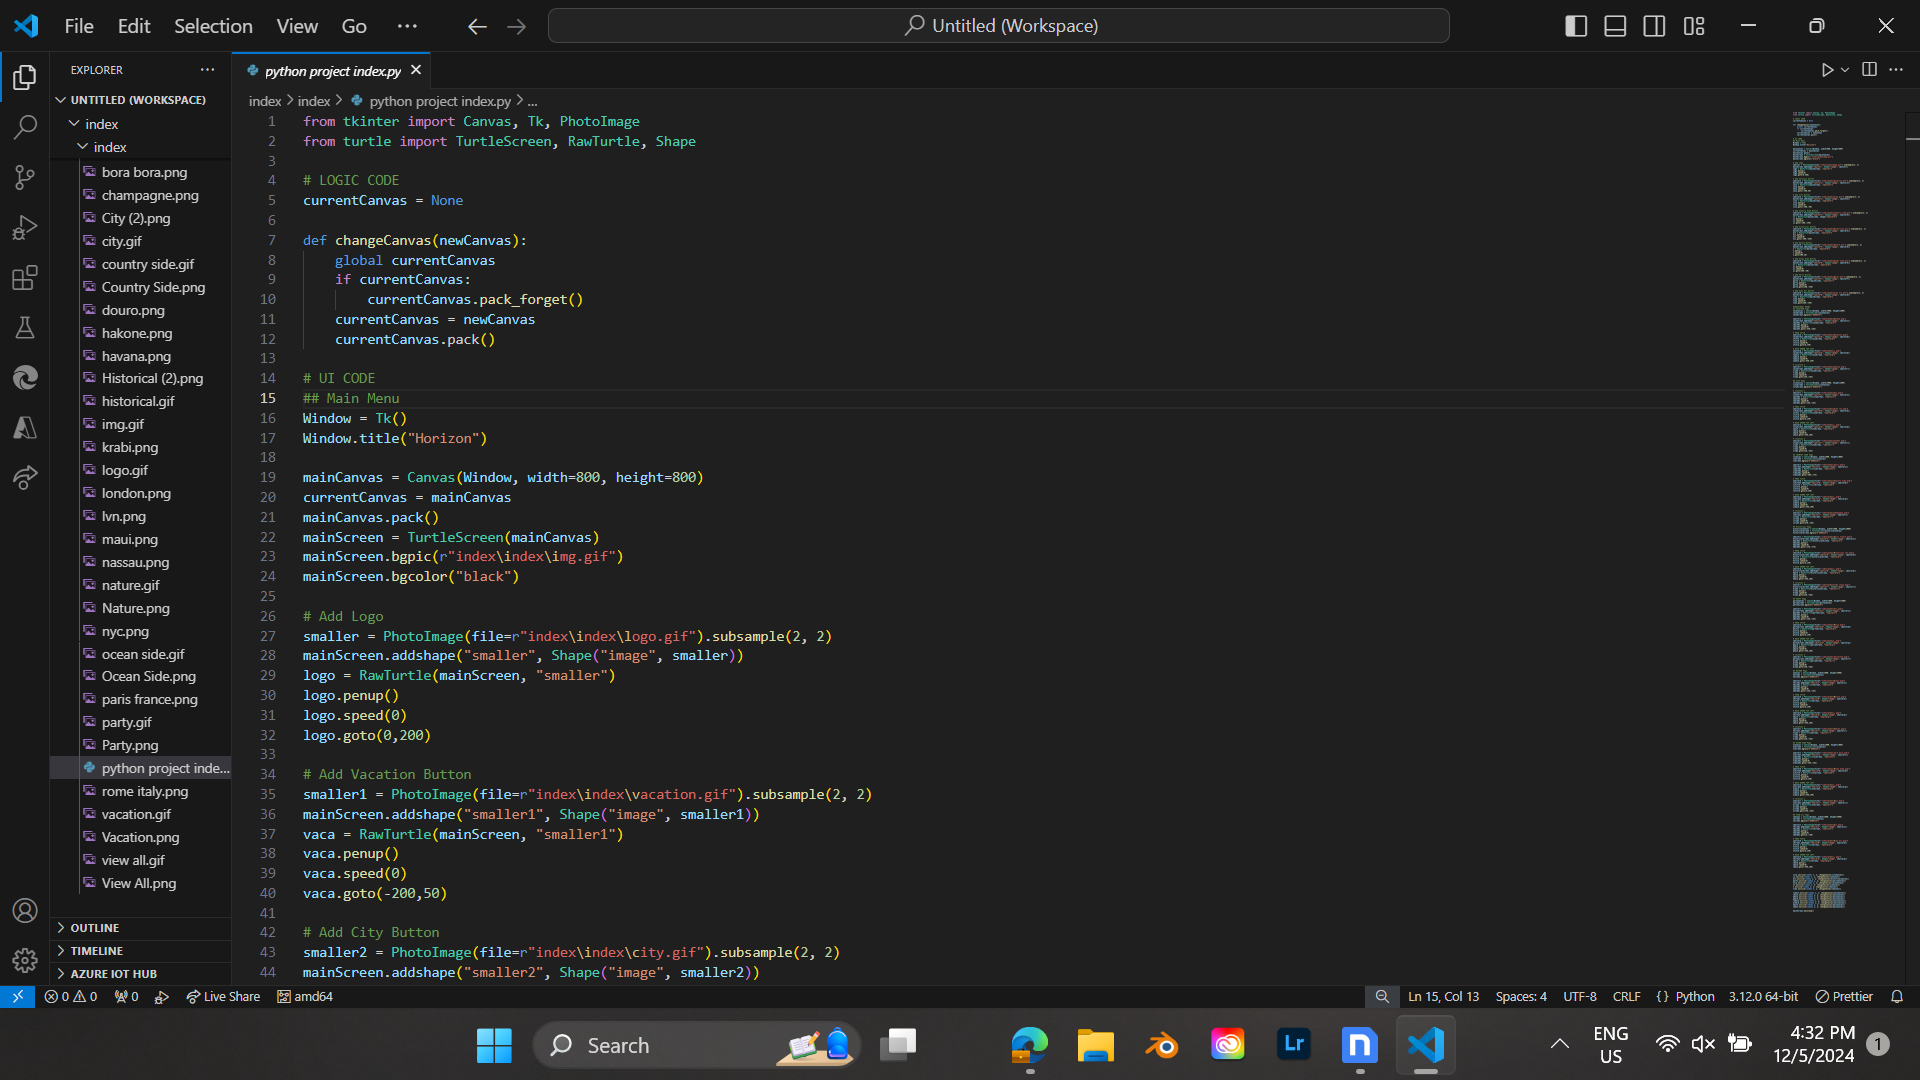 File Edit Selection View Go ···
Untitled (Workspace)
EXPLORER ···
UNTITLED (WORKSPACE)
index
index
bora bora.png
champagne.png
City (2).png
city.gif
country side.gif
Country Side.png
douro.png
hakone.png
havana.png
Historical (2).png
historical.gif
img.gif
krabi.png
logo.gif
london.png
lvn.png
maui.png
nassau.png
nature.gif
Nature.png
nyc.png
ocean side.gif
Ocean Side.png
paris france.png
party.gif
Party.png
python project inde...
rome italy.png
vacation.gif
Vacation.png
view all.gif
View All.png
OUTLINE
TIMELINE
AZURE IOT HUB
python project index.py
index > index > python project index.py > ...
1 from tkinter import Canvas, Tk, PhotoImage
2 from turtle import TurtleScreen, RawTurtle, Shape
3
4 # LOGIC CODE
5 currentCanvas = None
6
7 def changeCanvas(newCanvas):
8 global currentCanvas
9 if currentCanvas:
10 currentCanvas.pack_forget()
11 currentCanvas = newCanvas
12 currentCanvas.pack()
13
14 # UI CODE
15 ## Main Menu
16 Window = Tk()
17 Window.title("Horizon")
18
19 mainCanvas = Canvas(Window, width=800, height=800)
20 currentCanvas = mainCanvas
21 mainCanvas.pack()
22 mainScreen = TurtleScreen(mainCanvas)
23 mainScreen.bgpic(r"index\index\img.gif")
24 mainScreen.bgcolor("black")
25
26 # Add Logo
27 smaller = PhotoImage(file=r"index\index\logo.gif").subsample(2, 2)
28 mainScreen.addshape("smaller", Shape("image", smaller))
29 logo = RawTurtle(mainScreen, "smaller")
30 logo.penup()
31 logo.speed(0)
32 logo.goto(0,200)
33
34 # Add Vacation Button
35 smaller1 = PhotoImage(file=r"index\index\vacation.gif").subsample(2, 2)
36 mainScreen.addshape("smaller1", Shape("image", smaller1))
37 vaca = RawTurtle(mainScreen, "smaller1")
38 vaca.penup()
39 vaca.speed(0)
40 vaca.goto(-200,50)
41
42 # Add City Button
43 smaller2 = PhotoImage(file=r"index\index\city.gif").subsample(2, 2)
44 mainScreen.addshape("smaller2", Shape("image", smaller2))
0 0 0 Live Share amd64
Ln 15, Col 13 Spaces: 4 UTF-8 CRLF {} Python 3.12.0 64-bit Prettier
Search
Lr
n
ENG
US
4:32 PM
12/5/2024
1